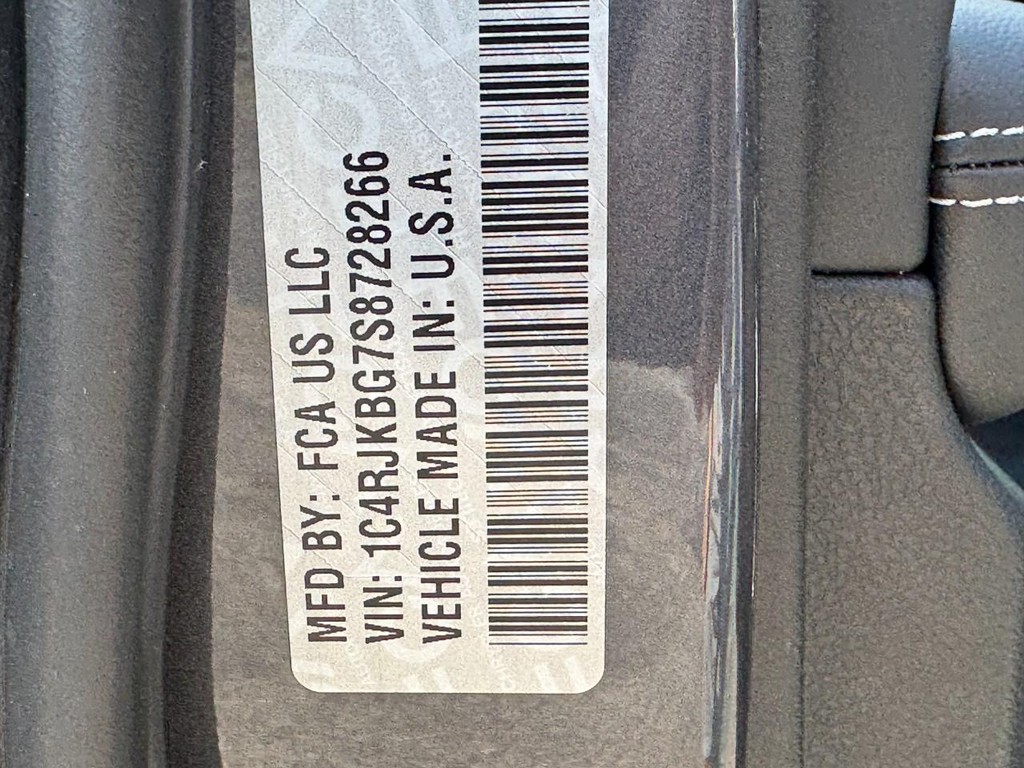 MFD BY: FCA US LLC
VIN: 1C4RJKBG7S8728266
VEHICLE MADE IN: U.S.A.